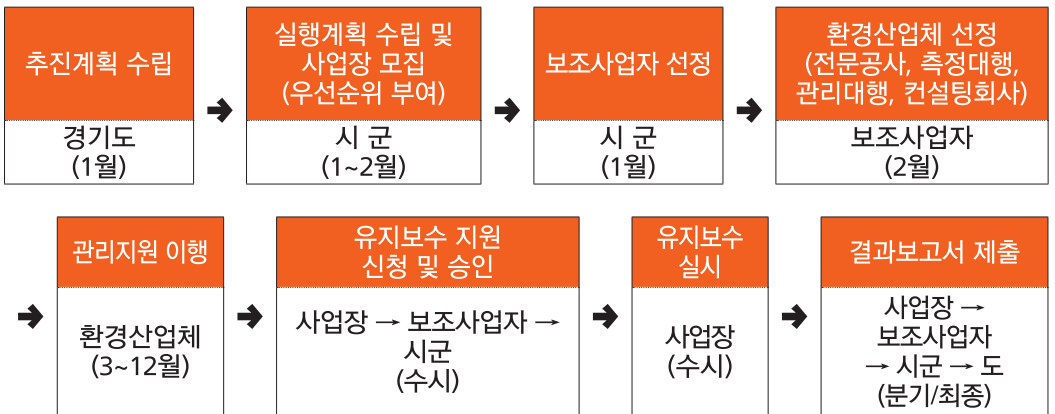 추진계획 수립
경기도
(1월)
실행계획 수립 및
사업장 모집
(우선순위 부여)
시 군
(1~2월)
보조사업자 선정
시 군
(1월)
환경산업체 선정
(전문공사, 측정대행,
관리대행, 컨설팅회사)
보조사업자
(2월)
관리지원 이행
환경산업체
(3~12월)
유지보수 지원
신청 및 승인
사업장 → 보조사업자 →
시군
(수시)
유지보수
실시
사업장
(수시)
결과보고서 제출
사업장 →
보조사업자
→ 시군 → 도
(분기/최종)